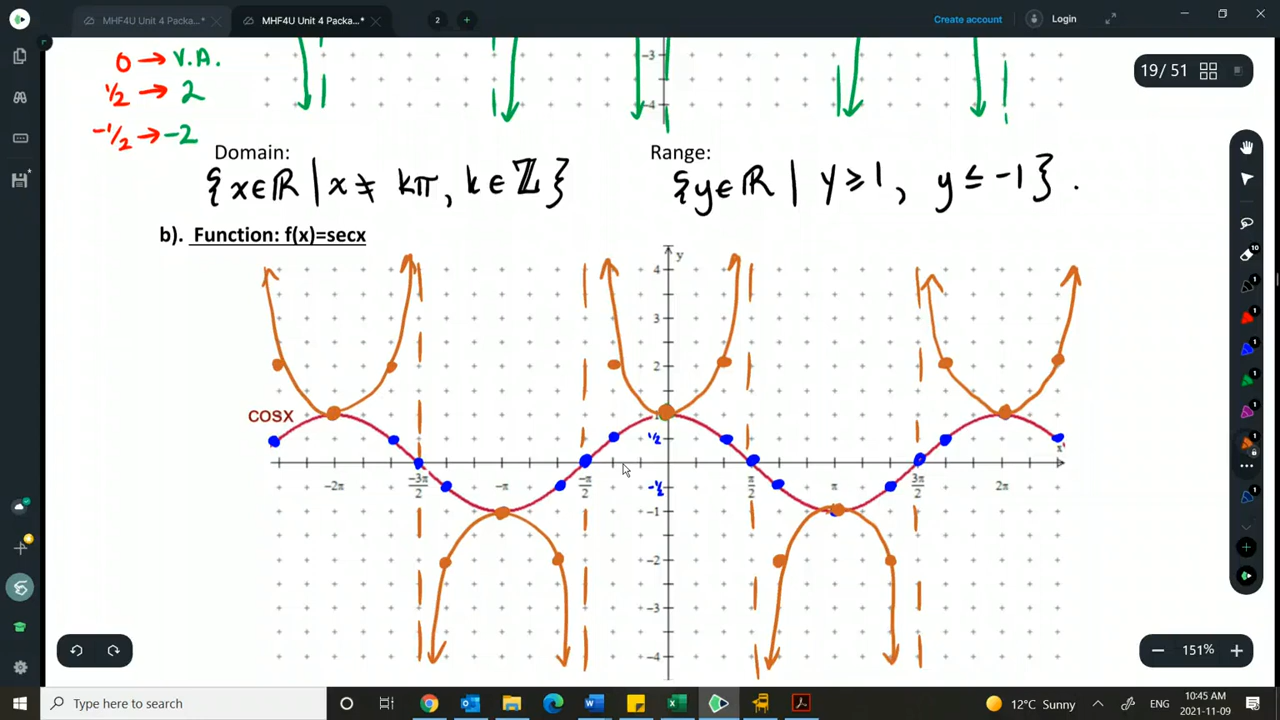 MHF4U Unit 4 Packa...*
MHF4U Unit 4 Packa...*
2
Create account
Login
19 / 51
-3
-4
0 → V.A.
½ → 2
-½ → -2
Domain:
{x∈ℝ | x ≠ kπ, k∈ℤ}
Range:
{y∈ℝ | y ≥ 1, y ≤ -1}.
b). Function: f(x)=secx
y
4
3
2
1
COSX
½
x
-2π
-3π/2
-π
-π/2
-½
π/2
π
3π/2
2π
-1
-2
-3
-4
151%
Type here to search
12°C Sunny
ENG
10:45 AM
2021-11-09